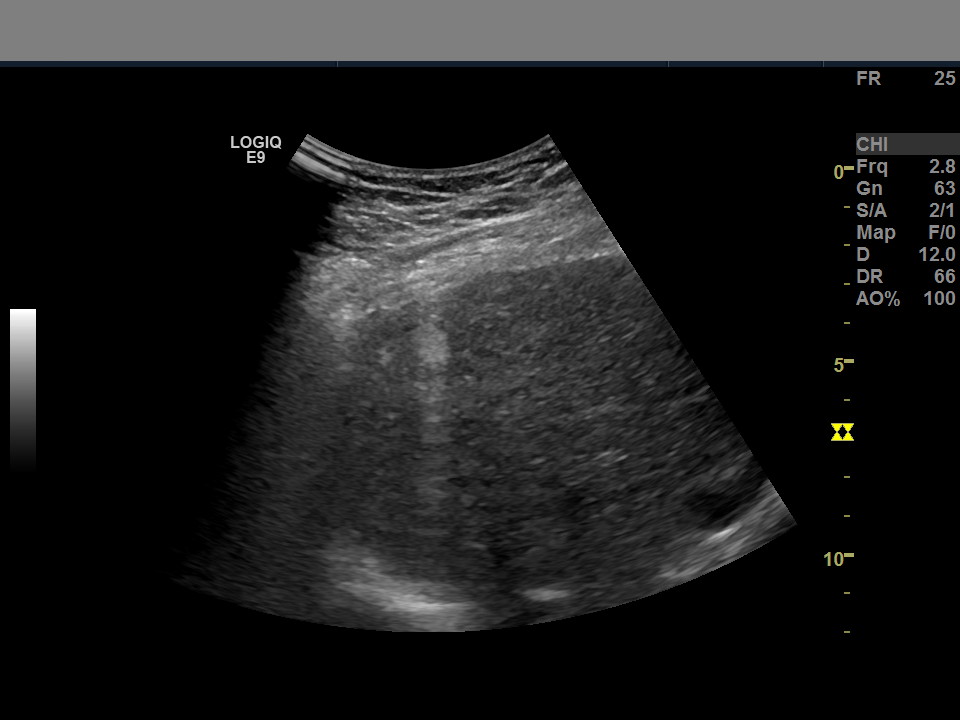 FR 25
LOGIQ
E9
CHI
Frq 2.8
Gn 63
S/A 2/1
Map F/0
D 12.0
DR 66
AO% 100
0
5
10